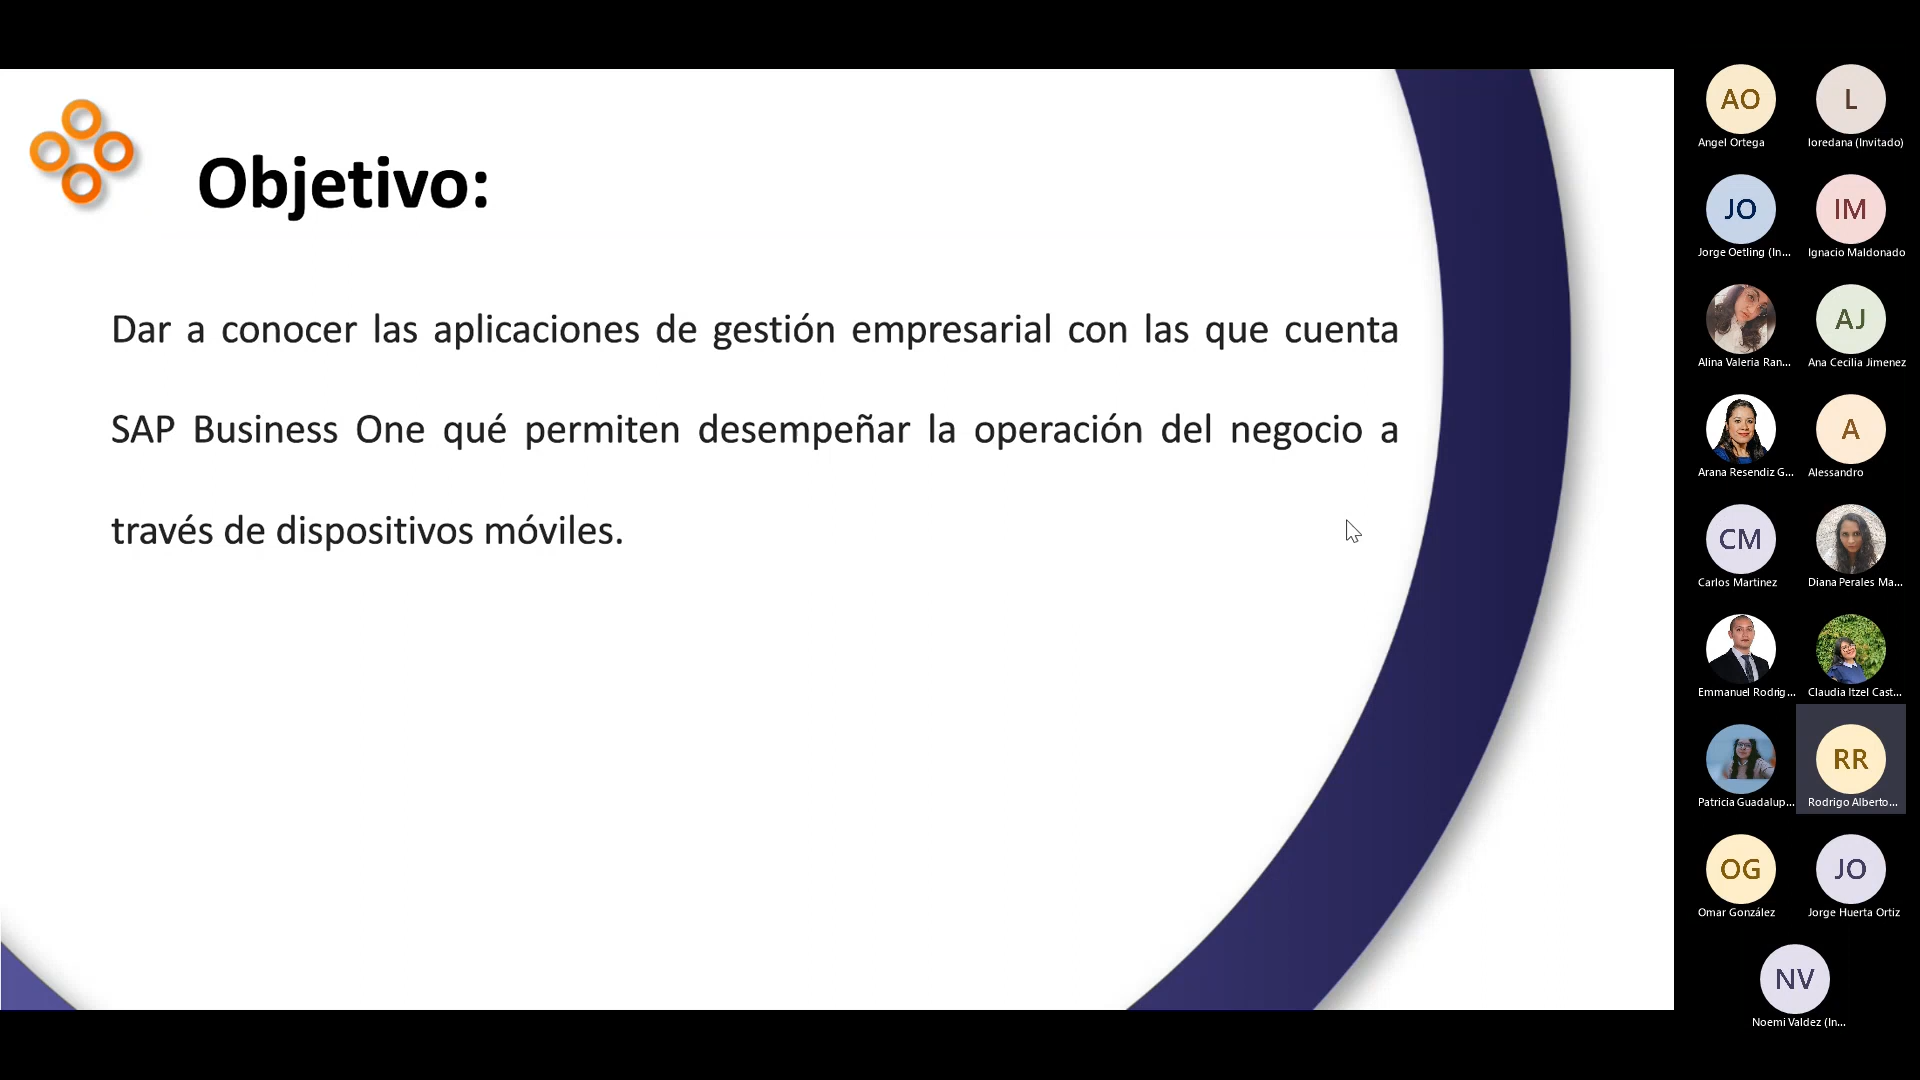 Objetivo:
Dar a conocer las aplicaciones de gestión empresarial con las que cuenta
SAP Business One qué permiten desempeñar la operación del negocio a
través de dispositivos móviles.
AO
L
Angel Ortega
loredana (Invitado)
JO
IM
Jorge Oetling (In...
Ignacio Maldonado
AJ
Alina Valeria Ran...
Ana Cecilia Jimenez
A
Arana Resendiz G...
Alessandro
CM
Carlos Martinez
Diana Perales Ma...
Emmanuel Rodrig...
Claudia Itzel Cast...
RR
Patricia Guadalup...
Rodrigo Alberto...
OG
JO
Omar González
Jorge Huerta Ortiz
NV
Noemi Valdez (In...